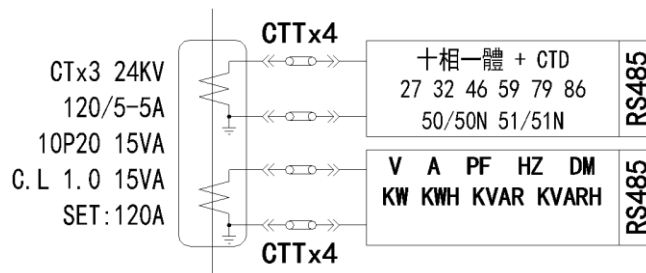 CTTx4
CTx3 24KV
120/5-5A
10P20 15VA
C.L 1.0 15VA
SET:120A
十相一體 + CTD
27 32 46 59 79 86
50/50N 51/51N
RS485
V A PF HZ DM
KW KWH KVAR KVARH
RS485
CTTx4